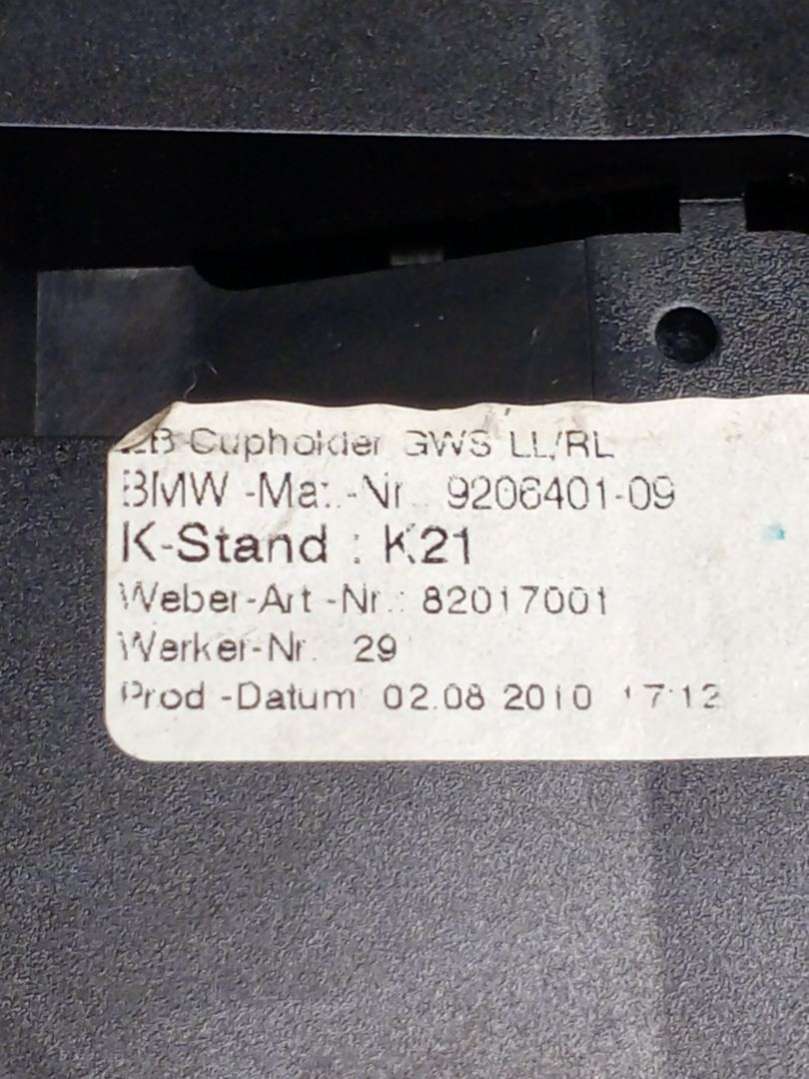 ZB Cupholder GWS LL/RL
BMW-Mat.-Nr. 9206401-09
K-Stand : K21
Weber-Art.-Nr.: 82017001
Werker-Nr. 29
Prod.-Datum: 02.08.2010 17:12